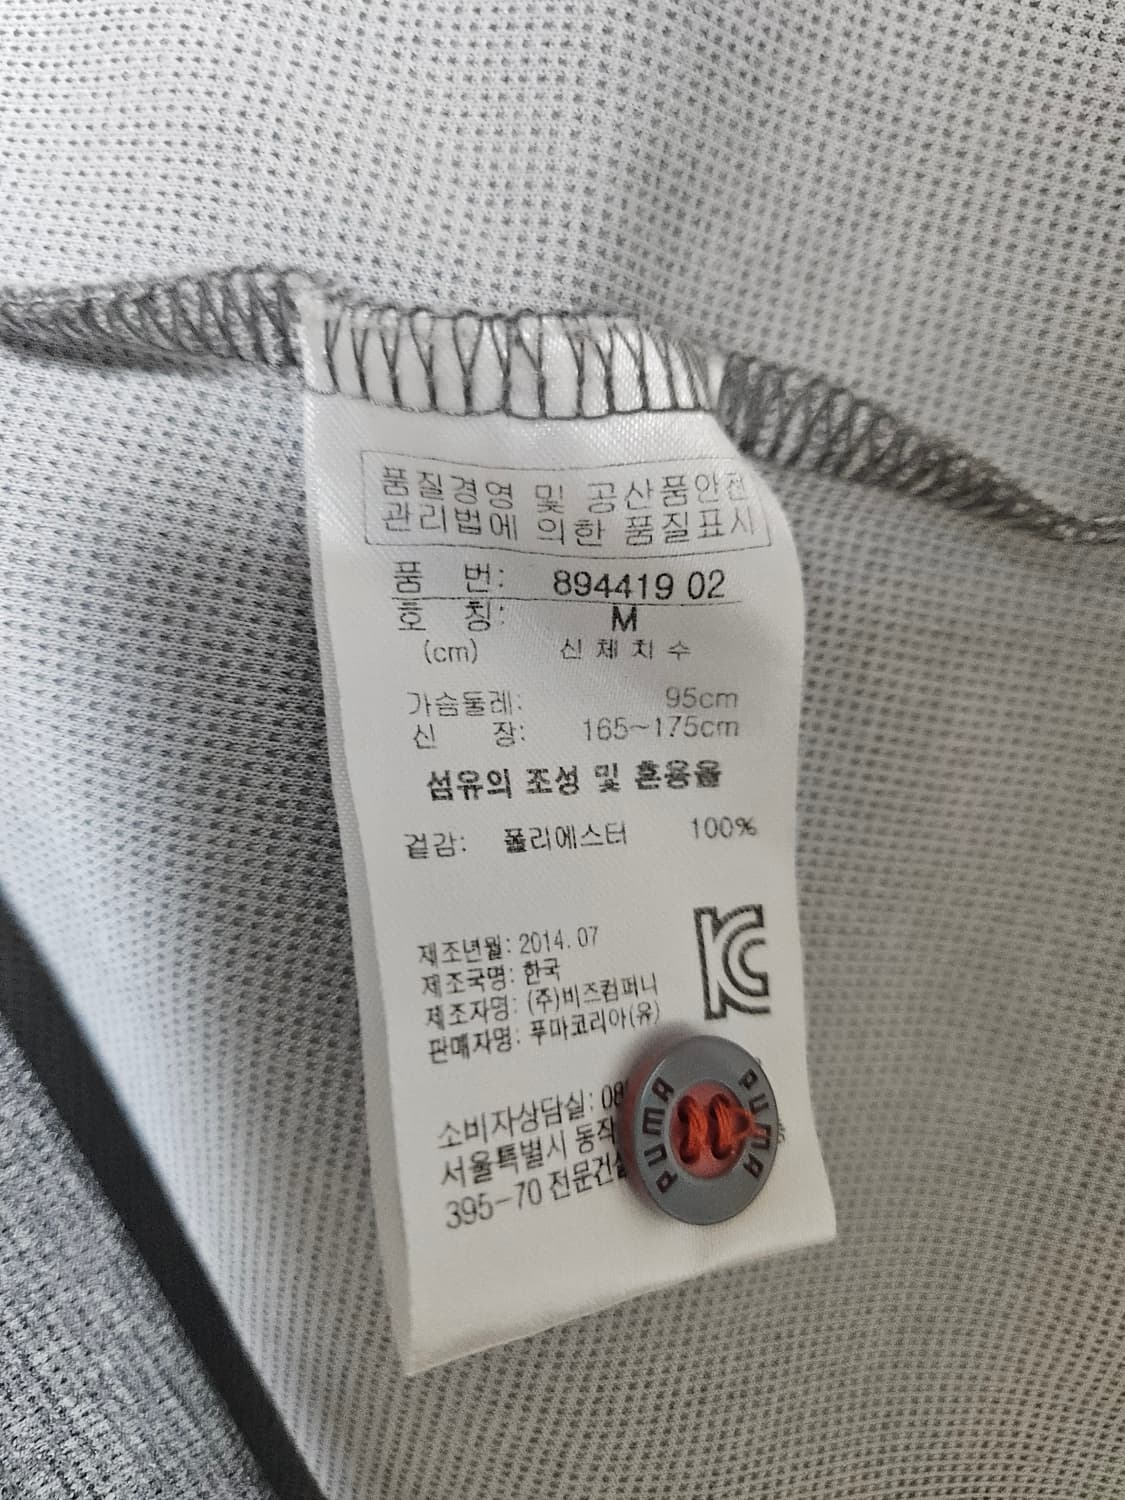 품질경영 및 공산품안전
관리법에 의한 품질표시
품 번: 894419 02
호 칭: M
(cm) 신체치수
가슴둘레: 95cm
신 장: 165~175cm
섬유의 조성 및 혼용율
겉감: 폴리에스터 100%
제조년월: 2014.07
제조국명: 한국
제조자명: (주)비즈컴퍼니
판매자명: 푸마코리아(유)
소비자상담실: 08
서울특별시 동작
395-70 전문건설
PUMA PUMA